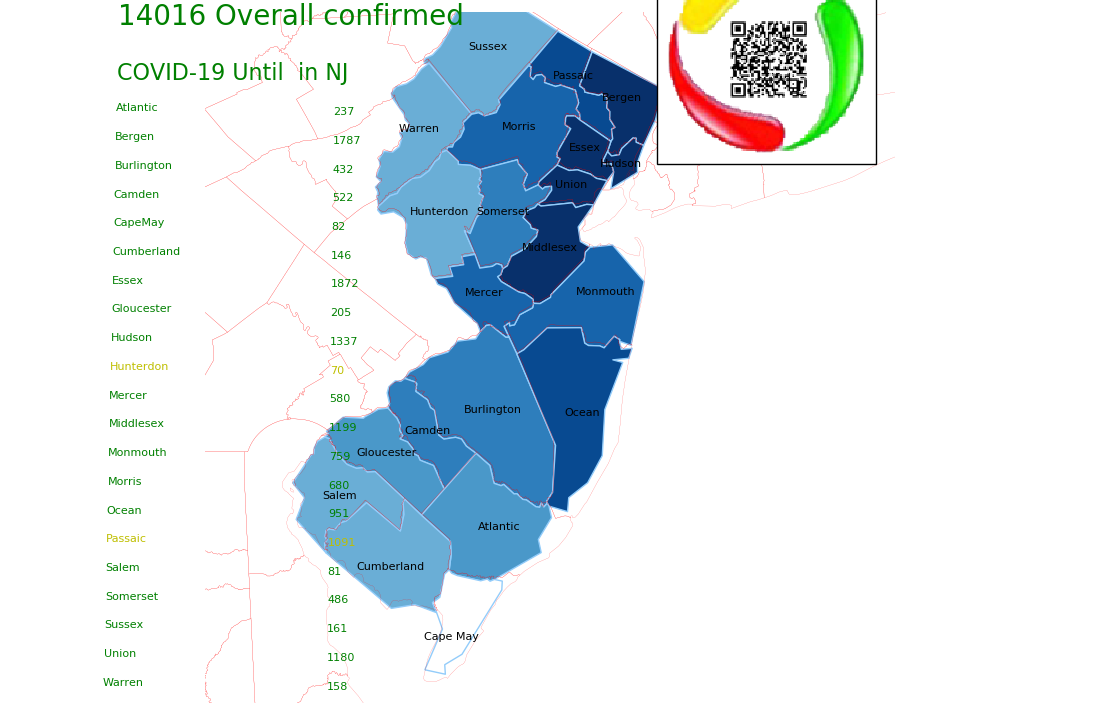 14016 Overall confirmed
COVID-19 Until  in NJ
Atlantic 237
Bergen 1787
Burlington 432
Camden 522
CapeMay 82
Cumberland 146
Essex 1872
Gloucester 205
Hudson 1337
Hunterdon 70
Mercer 580
Middlesex 1199
Monmouth 759
Morris 680
Ocean 951
Passaic
Salem 81
Somerset 486
Sussex 161
Union 1180
Warren 158
Sussex
Passaic
Bergen
Warren
Morris
Essex
Hudson
Union
Hunterdon
Somerset
Middlesex
Mercer
Monmouth
Burlington
Ocean
Camden
Gloucester
Salem
Atlantic
Cumberland
Cape May